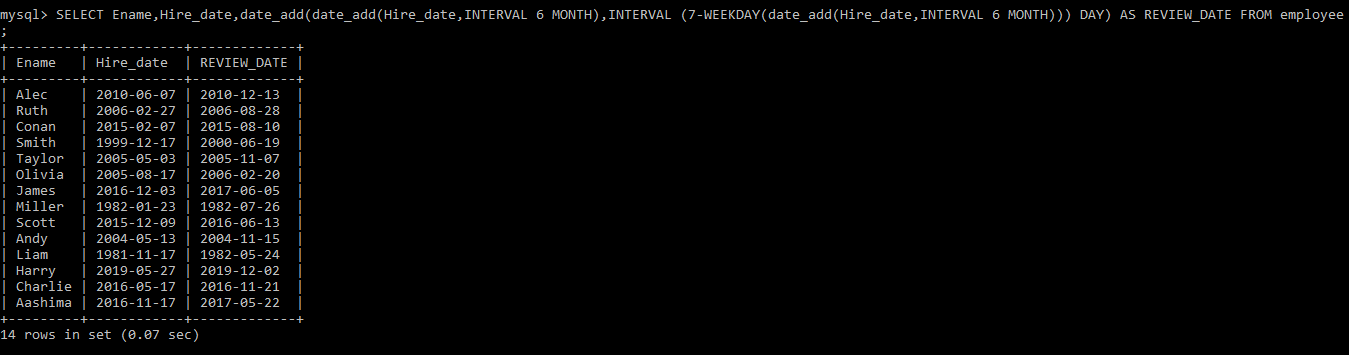 mysql> SELECT Ename,Hire_date,date_add(date_add(Hire_date,INTERVAL 6 MONTH),INTERVAL (7-WEEKDAY(date_add(Hire_date,INTERVAL 6 MONTH))) DAY) AS REVIEW_DATE FROM employee
;
+---------+------------+-------------+
| Ename   | Hire_date  | REVIEW_DATE |
+---------+------------+-------------+
| Alec    | 2010-06-07 | 2010-12-13  |
| Ruth    | 2006-02-27 | 2006-08-28  |
| Conan   | 2015-02-07 | 2015-08-10  |
| Smith   | 1999-12-17 | 2000-06-19  |
| Taylor  | 2005-05-03 | 2005-11-07  |
| Olivia  | 2005-08-17 | 2006-02-20  |
| James   | 2016-12-03 | 2017-06-05  |
| Miller  | 1982-01-23 | 1982-07-26  |
| Scott   | 2015-12-09 | 2016-06-13  |
| Andy    | 2004-05-13 | 2004-11-15  |
| Liam    | 1981-11-17 | 1982-05-24  |
| Harry   | 2019-05-27 | 2019-12-02  |
| Charlie | 2016-05-17 | 2016-11-21  |
| Aashima | 2016-11-17 | 2017-05-22  |
+---------+------------+-------------+
14 rows in set (0.07 sec)